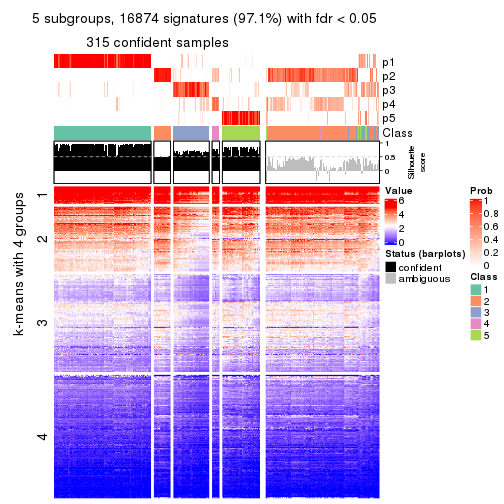 5 subgroups, 16874 signatures (97.1%) with fdr < 0.05
315 confident samples
p1
p2
p3
p4
p5
Class
1
0.5
0
Silhouette
score
k-means with 4 groups
1
2
3
4
Value
6
4
2
0
Status (barplots)
confident
ambiguous
Prob
1
0.8
0.6
0.4
0.2
0
Class
1
2
3
4
5